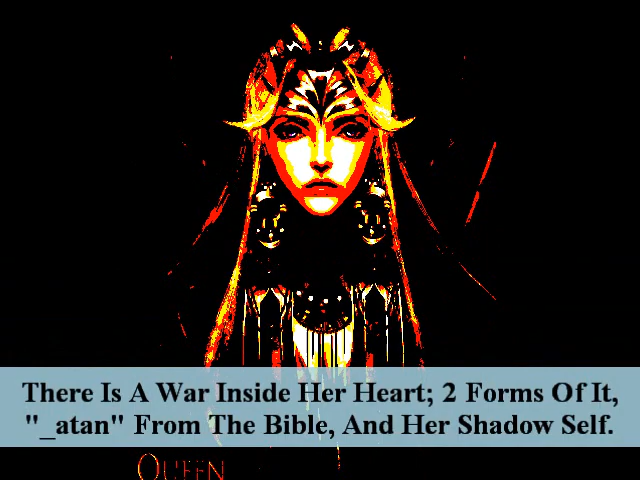 There Is A War Inside Her Heart; 2 Forms Of It,
"_atan" From The Bible, And Her Shadow Self.
QUEEN